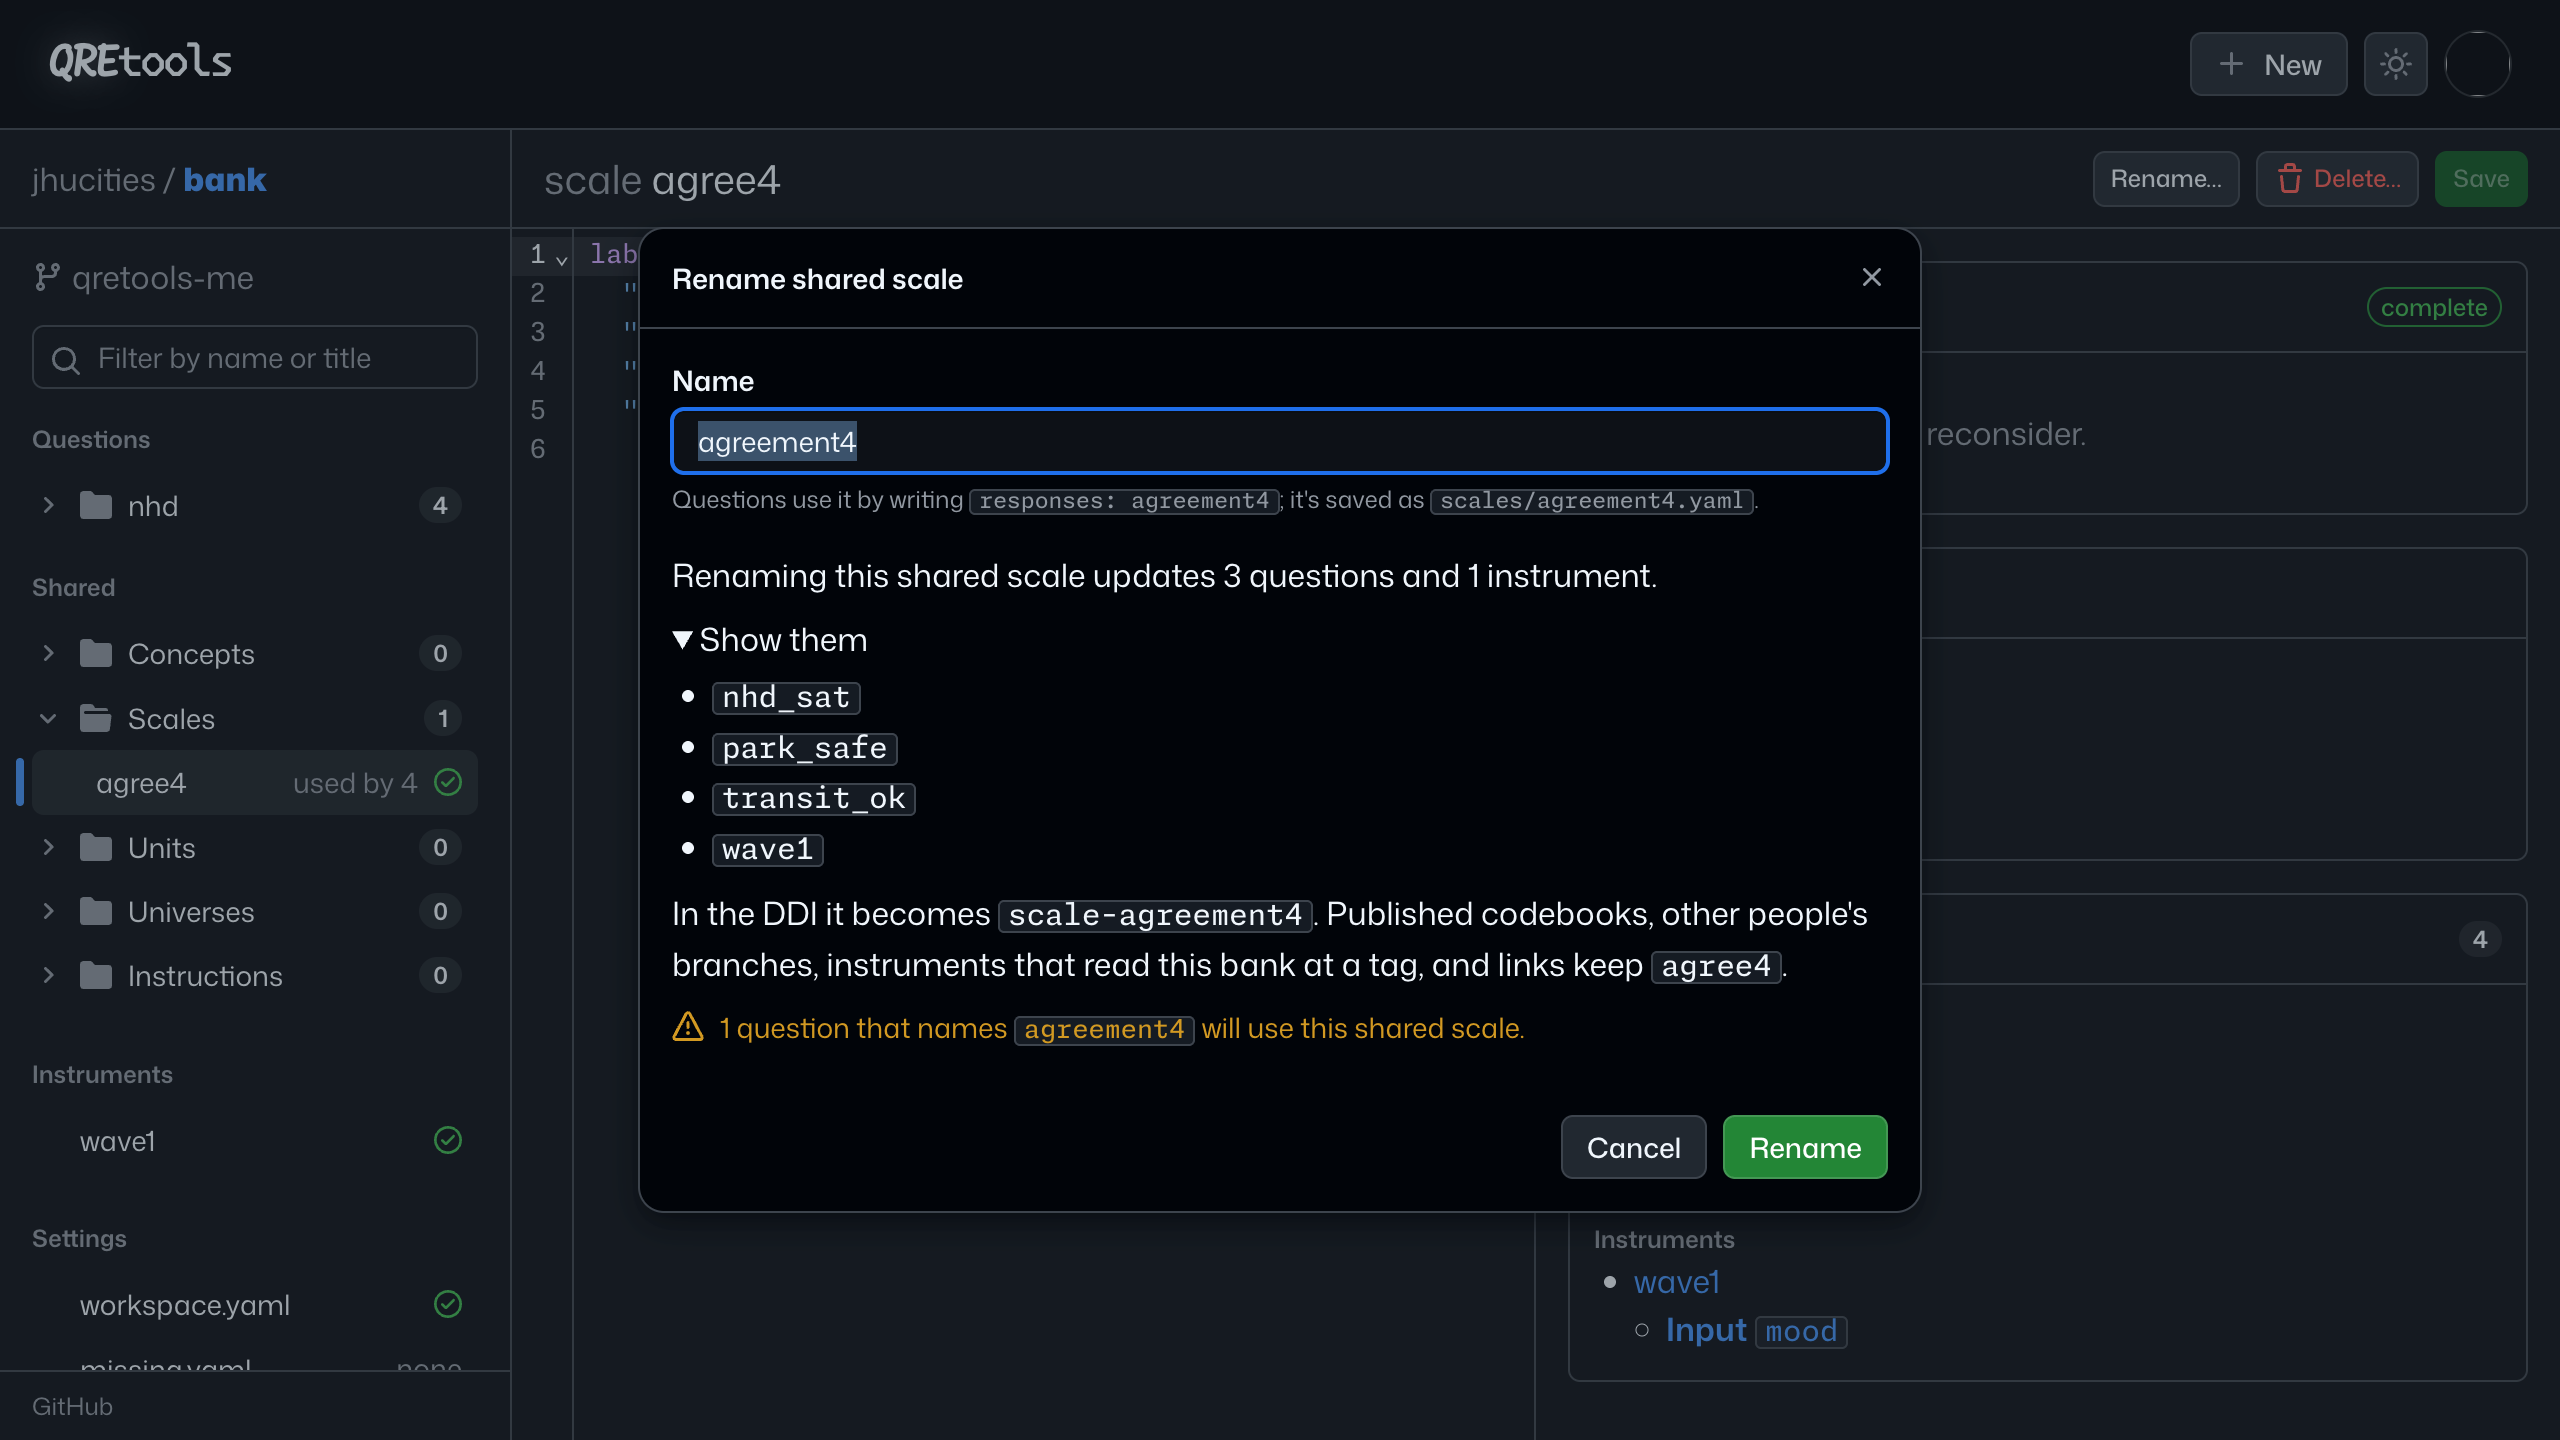 QREtools
New
jhucities / bank
scale agree4
Rename...
Delete...
Save
qretools-me
Filter by name or title
Questions
nhd 4
Shared
Concepts 0
Scales 1
agree4 used by 4
Units 0
Universes 0
Instructions 0
Instruments
wave1
Settings
workspace.yaml
missing.yaml none
GitHub
1 lab
2 "
3 "
4 "
5 "
6
Rename shared scale
Name
agreement4
Questions use it by writing responses: agreement4; it's saved as scales/agreement4.yaml.
Renaming this shared scale updates 3 questions and 1 instrument.
Show them
nhd_sat
park_safe
transit_ok
wave1
In the DDI it becomes scale-agreement4. Published codebooks, other people's
branches, instruments that read this bank at a tag, and links keep agree4.
1 question that names agreement4 will use this shared scale.
Cancel
Rename
complete
reconsider.
4
Instruments
wave1
Input mood